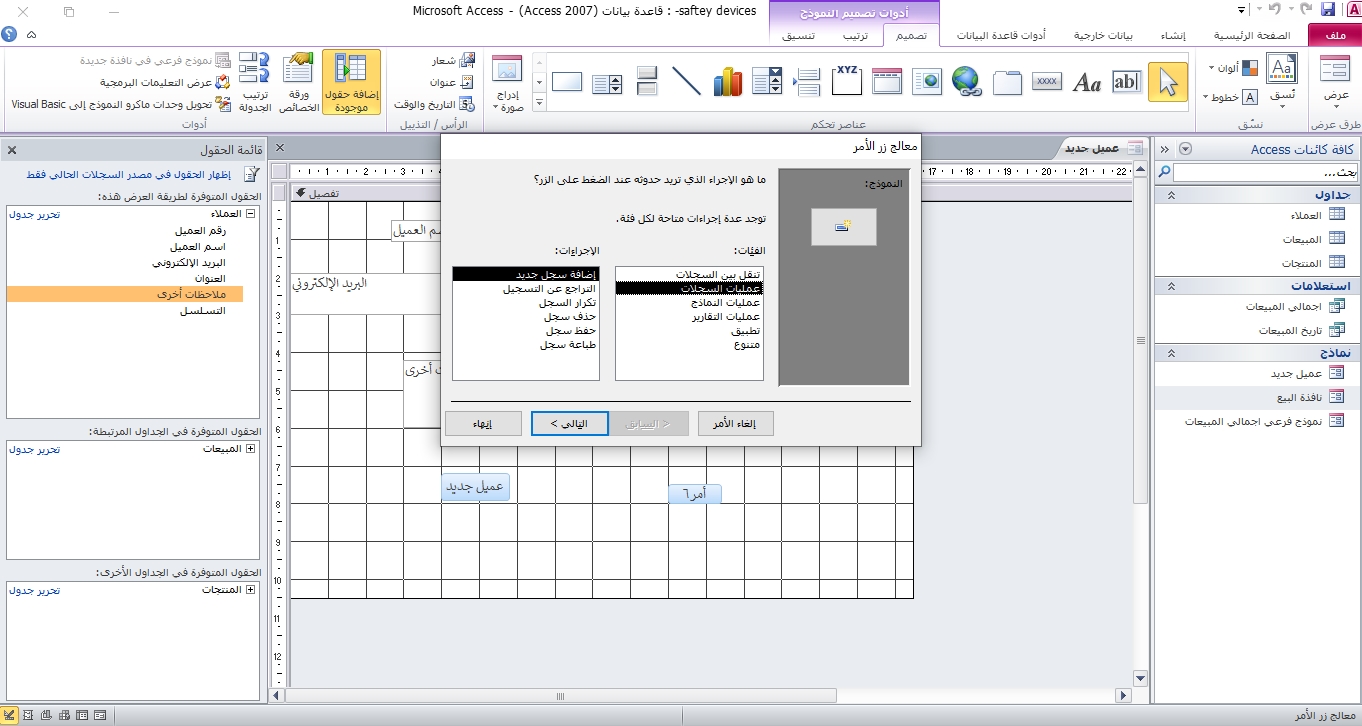 saftey devices- : قاعدة بيانات (Access 2007) - Microsoft Access
أدوات تصميم النموذج
ملف
الصفحة الرئيسية
إنشاء
بيانات خارجية
أدوات قاعدة البيانات
تصميم
ترتيب
تنسيق
عرض
طرق عرض
ألوان
خطوط
نُسق
نسّق
XYZ
xxxx
Aa
ab
عناصر تحكم
إدراج صورة
شعار
عنوان
التاريخ والوقت
الرأس / التذييل
إضافة حقول موجودة
ورقة الخصائص
ترتيب الجدولة
نموذج فرعي في نافذة جديدة
عرض التعليمات البرمجية
تحويل وحدات ماكرو النموذج إلى Visual Basic
أدوات
كافة كائنات Access
بحث...
جداول
العملاء
المبيعات
المنتجات
استعلامات
اجمالي المبيعات
تاريخ المبيعات
نماذج
عميل جديد
نافذة البيع
نموذج فرعي اجمالي المبيعات
عميل جديد
تفصيل
م العميل
البريد الإلكتروني
ت أخرى
عميل جديد
أمر٦
معالج زر الأمر
النموذج:
ما هو الإجراء الذي تريد حدوثه عند الضغط على الزر؟
توجد عدة إجراءات متاحة لكل فئة.
الفئات:
تنقل بين السجلات
عمليات السجلات
عمليات النماذج
عمليات التقارير
تطبيق
متنوع
الإجراءات:
إضافة سجل جديد
التراجع عن التسجيل
تكرار السجل
حذف سجل
حفظ سجل
طباعة سجل
إلغاء الأمر
< السابق
التالي >
إنهاء
قائمة الحقول
إظهار الحقول في مصدر السجلات الحالي فقط
الحقول المتوفرة لطريقة العرض هذه:
العملاء
تحرير جدول
رقم العميل
اسم العميل
البريد الإلكتروني
العنوان
ملاحظات أخرى
التسلسل
الحقول المتوفرة في الجداول المرتبطة:
المبيعات
تحرير جدول
الحقول المتوفرة في الجداول الأخرى:
المنتجات
تحرير جدول
معالج زر الأمر